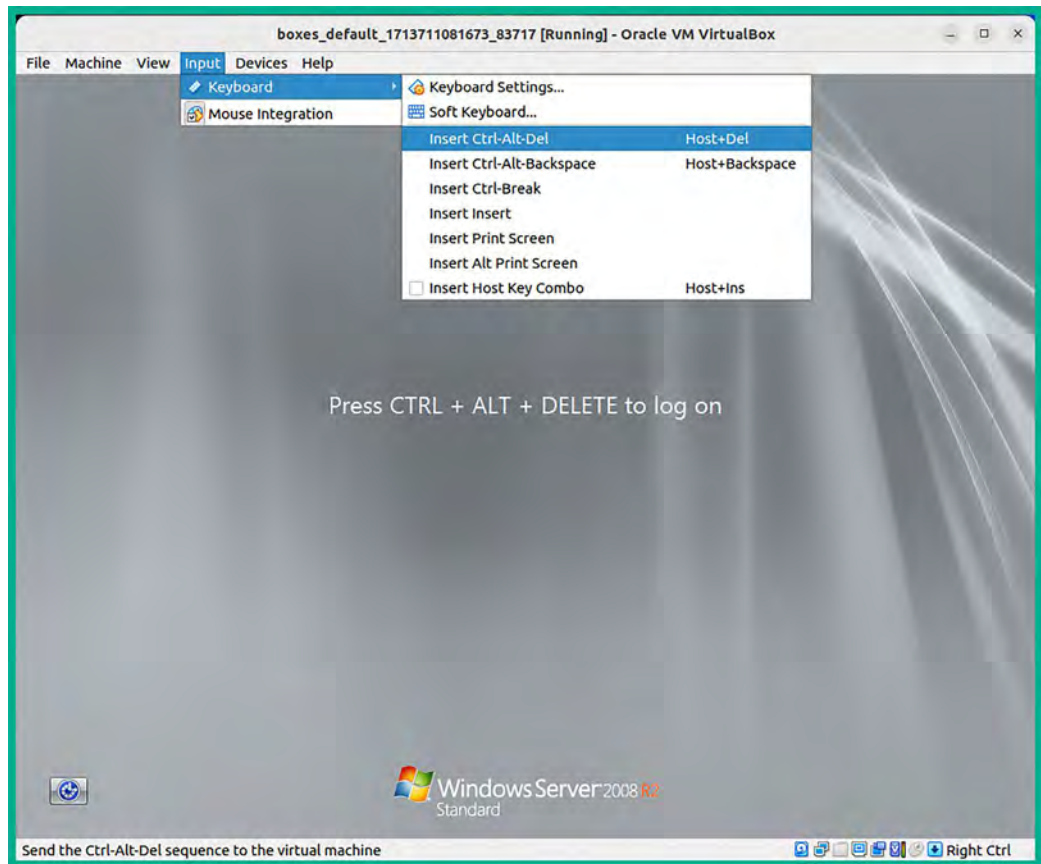 boxes_default_1713711081673_83717 [Running] - Oracle VM VirtualBox
File Machine View Input Devices Help
Keyboard
Mouse Integration
Keyboard Settings...
Soft Keyboard...
Insert Ctrl-Alt-Del Host+Del
Insert Ctrl-Alt-Backspace Host+Backspace
Insert Ctrl-Break
Insert Insert
Insert Print Screen
Insert Alt Print Screen
Insert Host Key Combo Host+Ins
Press CTRL + ALT + DELETE to log on
Windows Server 2008 R2
Standard
Send the Ctrl-Alt-Del sequence to the virtual machine Right Ctrl